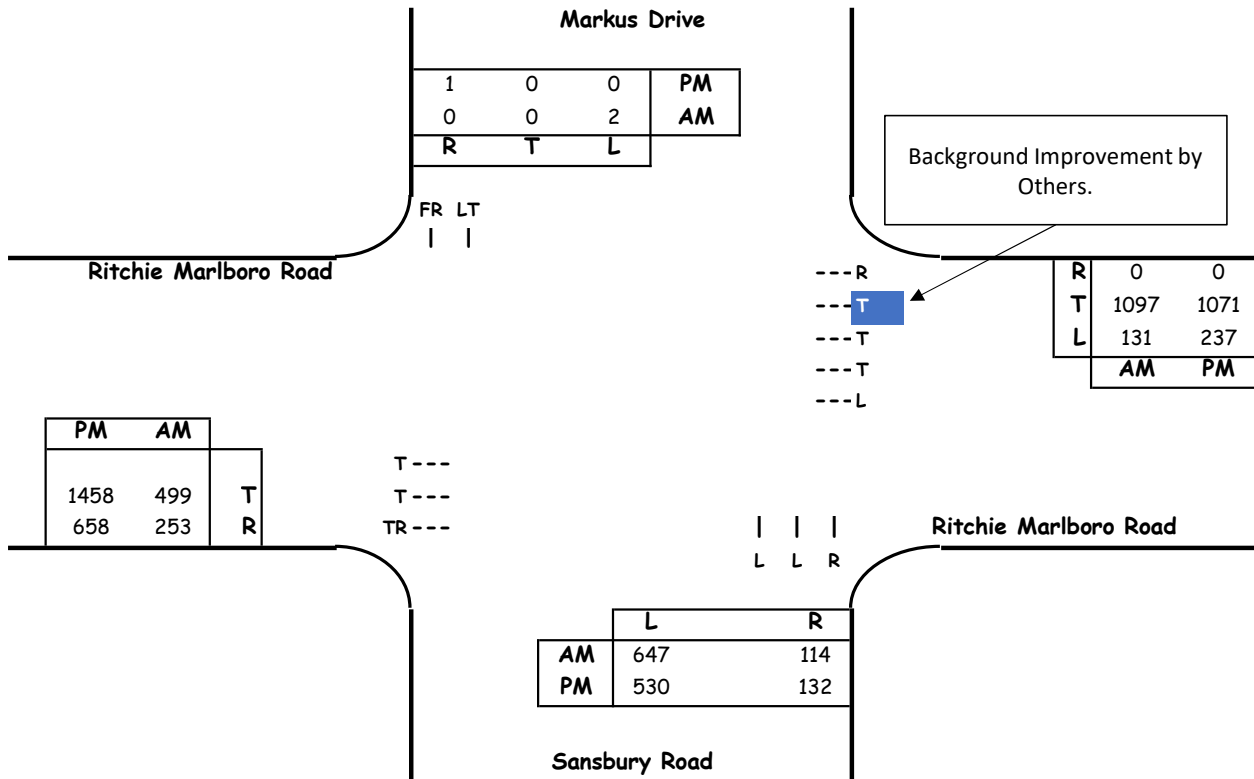 Markus Drive
1 0 0 PM
0 0 2 AM
R T L
Background Improvement by
Others.
FR LT
Ritchie Marlboro Road
R
T
T
T
L
R 0 0
T 1097 1071
L 131 237
AM PM
PM AM
1458 499 T
658 253 R
T
T
TR
L L R
Ritchie Marlboro Road
L R
AM 647 114
PM 530 132
Sansbury Road